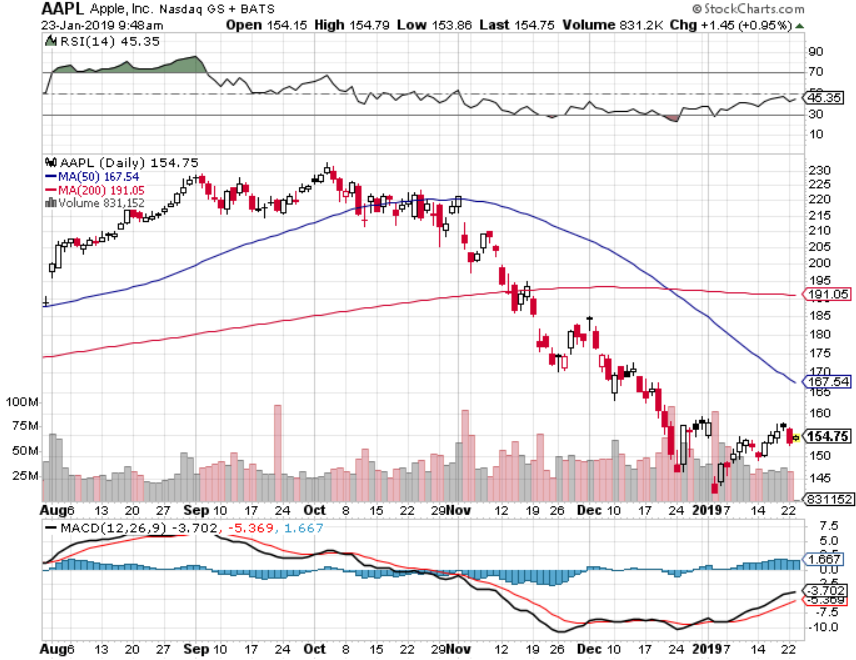 AAPL Apple, Inc. Nasdaq GS + BATS © StockCharts.com
23-Jan-2019 9:48am Open 154.15 High 154.79 Low 153.86 Last 154.75 Volume 831.2K Chg +1.45 (+0.95%)
RSI(14) 45.35
90
70
50
45.35
30
10
AAPL (Daily) 154.75
MA(50) 167.54
MA(200) 191.05
Volume 831,152
230
225
220
215
210
205
200
195
191.05
185
180
175
167.54
165
160
154.75
150
145
831152
100M
75M
50M
25M
Aug 6 13 20 27 Sep 10 17 24 Oct 8 15 22 29 Nov 12 19 26 Dec 10 17 24 2019 7 14 22
MACD(12,26,9) -3.702, -5.369, 1.667
7.5
5.0
1.667
0.0
-3.702
-5.369
-7.5
-10.0
Aug 6 13 20 27 Sep 10 17 24 Oct 8 15 22 29 Nov 12 19 26 Dec 10 17 24 2019 7 14 22